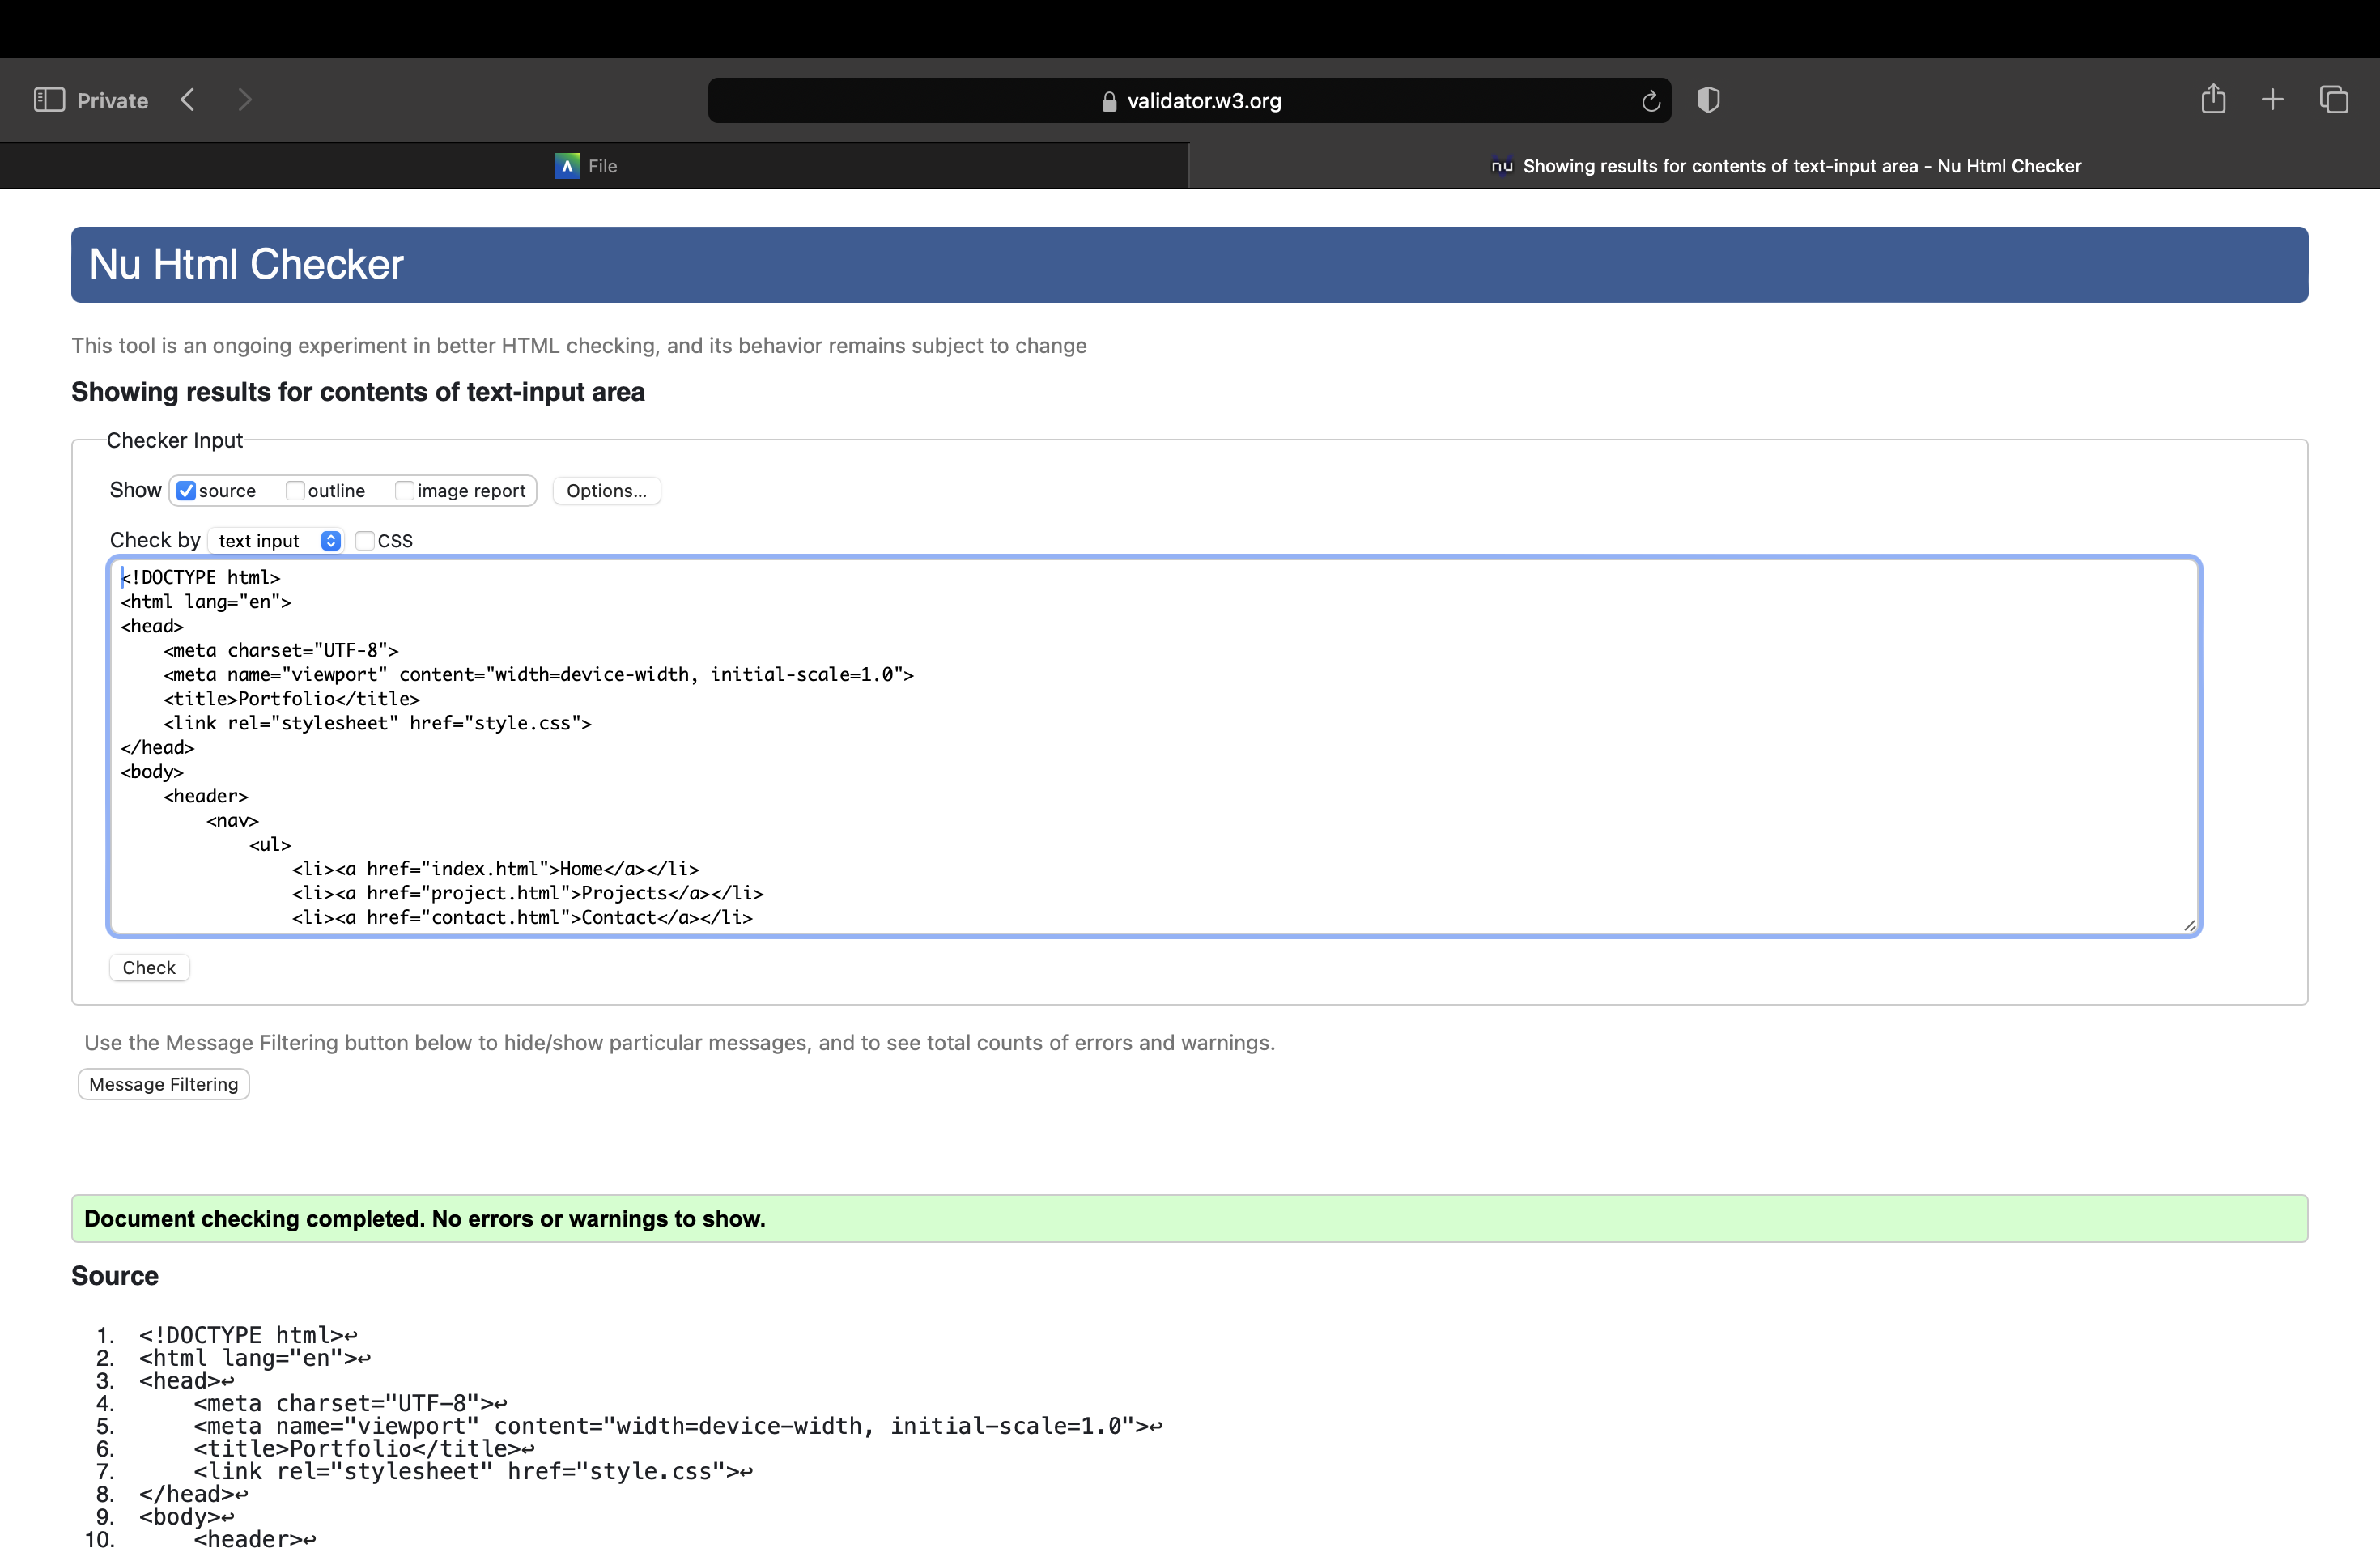 Private
validator.w3.org
File
nu Showing results for contents of text-input area - Nu Html Checker
Nu Html Checker
This tool is an ongoing experiment in better HTML checking, and its behavior remains subject to change
Showing results for contents of text-input area
Checker Input
Show source outline image report Options...
Check by text input CSS
<!DOCTYPE html>
<html lang="en">
<head>
    <meta charset="UTF-8">
    <meta name="viewport" content="width=device-width, initial-scale=1.0">
    <title>Portfolio</title>
    <link rel="stylesheet" href="style.css">
</head>
<body>
    <header>
        <nav>
            <ul>
                <li><a href="index.html">Home</a></li>
                <li><a href="project.html">Projects</a></li>
                <li><a href="contact.html">Contact</a></li>
Check
Use the Message Filtering button below to hide/show particular messages, and to see total counts of errors and warnings.
Message Filtering
Document checking completed. No errors or warnings to show.
Source
1. <!DOCTYPE html>↩
2. <html lang="en">↩
3. <head>↩
4.     <meta charset="UTF-8">↩
5.     <meta name="viewport" content="width=device-width, initial-scale=1.0">↩
6.     <title>Portfolio</title>↩
7.     <link rel="stylesheet" href="style.css">↩
8. </head>↩
9. <body>↩
10.     <header>↩